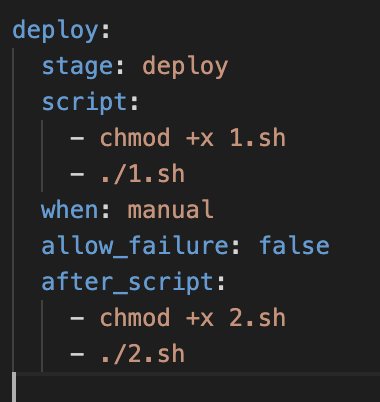 deploy:
  stage: deploy
  script:
    - chmod +x 1.sh
    - ./1.sh
  when: manual
  allow_failure: false
  after_script:
    - chmod +x 2.sh
    - ./2.sh